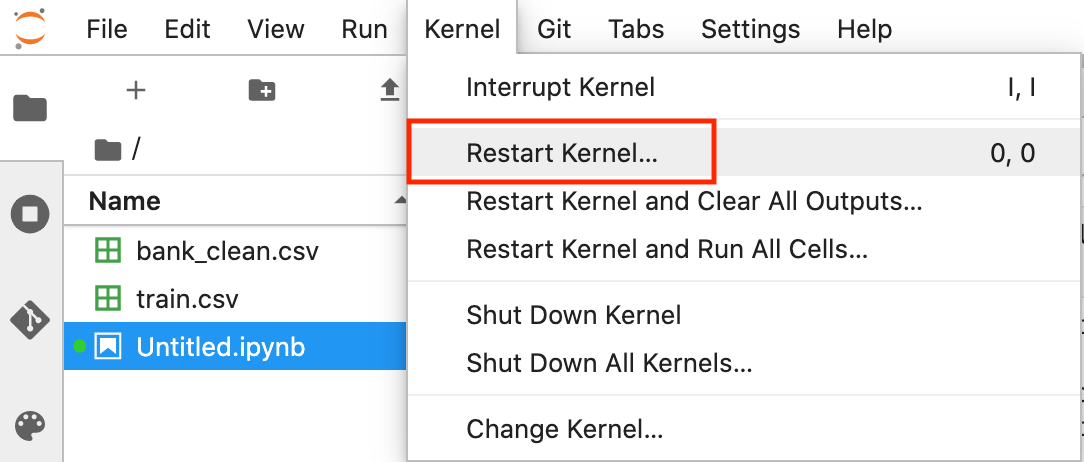 File Edit View Run Kernel Git Tabs Settings Help
/
Name
bank_clean.csv
train.csv
Untitled.ipynb
Interrupt Kernel I, I
Restart Kernel... 0, 0
Restart Kernel and Clear All Outputs...
Restart Kernel and Run All Cells...
Shut Down Kernel
Shut Down All Kernels...
Change Kernel...